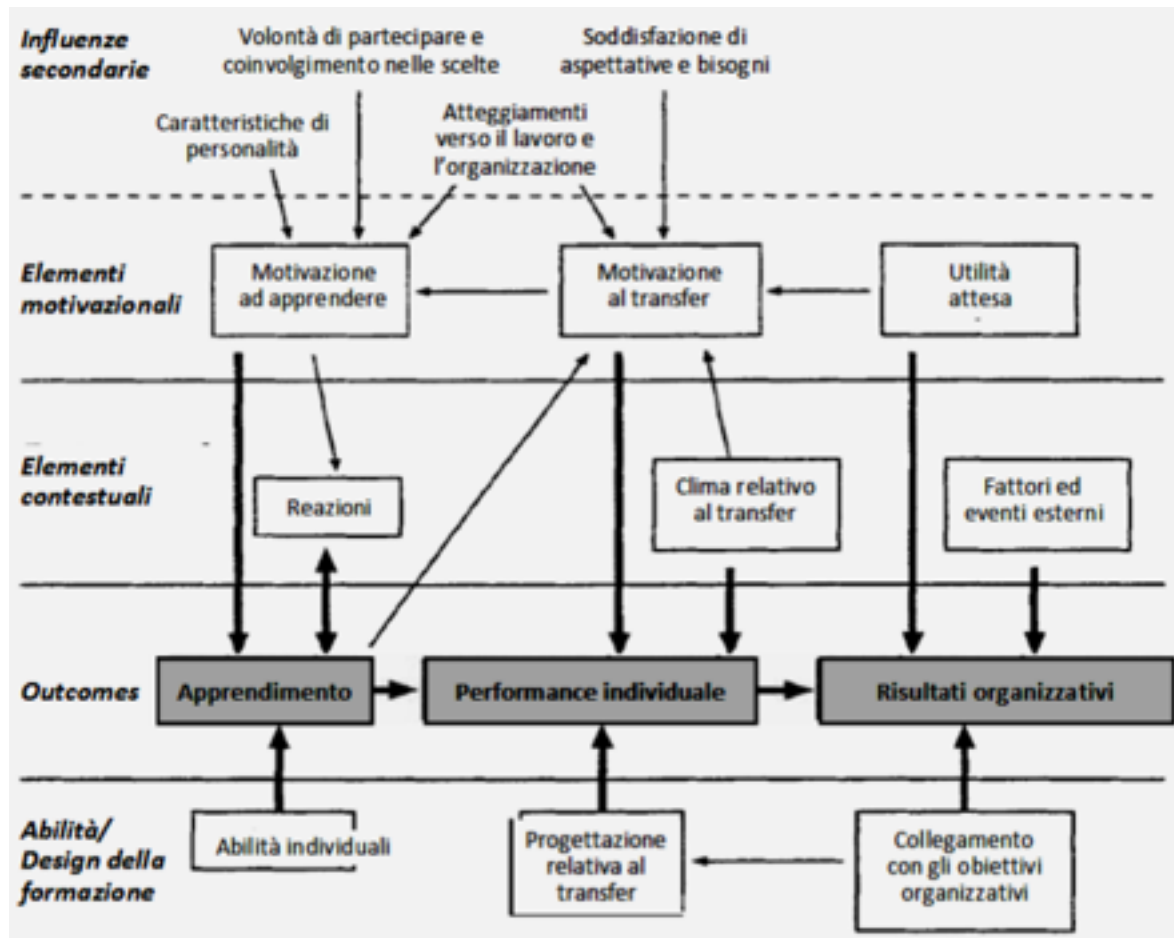 Influenze
secondarie
Volontà di partecipare e
coinvolgimento nelle scelte
Soddisfazione di
aspettative e bisogni
Caratteristiche di
personalità
Atteggiamenti
verso il lavoro e
l'organizzazione
Elementi
motivazionali
Motivazione
ad apprendere
Motivazione
al transfer
Utilità
attesa
Elementi
contestuali
Reazioni
Clima relativo
al transfer
Fattori ed
eventi esterni
Outcomes
Apprendimento
Performance individuale
Risultati organizzativi
Abilità/
Design della
formazione
Abilità individuali
Progettazione
relativa al
transfer
Collegamento
con gli obiettivi
organizzativi